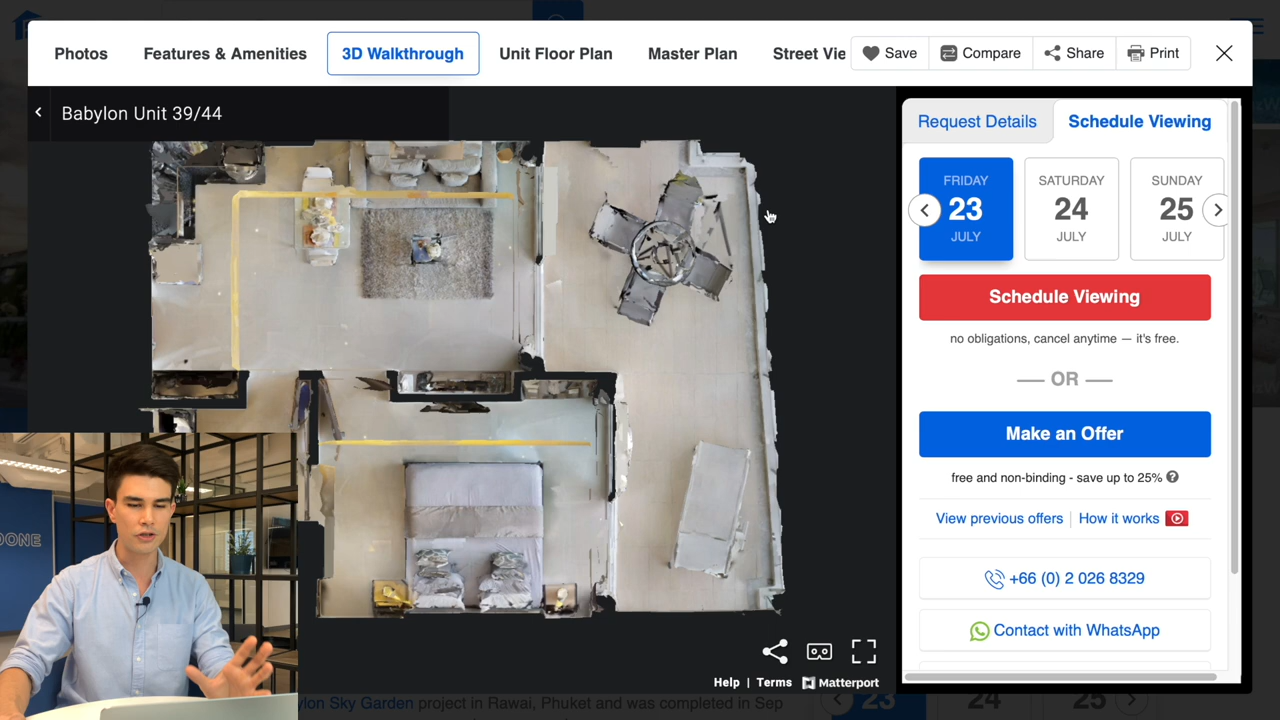 Photos
Features & Amenities
3D Walkthrough
Unit Floor Plan
Master Plan
Street Vie
Save
Compare
Share
Print
Babylon Unit 39/44
Request Details
Schedule Viewing
FRIDAY
23
JULY
SATURDAY
24
JULY
SUNDAY
25
JULY
Schedule Viewing
no obligations, cancel anytime — it's free.
OR
Make an Offer
free and non-binding - save up to 25% ?
View previous offers | How it works
+66 (0) 2 026 8329
Contact with WhatsApp
Help | Terms Matterport
DONE
ylon Sky Garden project in Rawai, Phuket and was completed in Sep
23
24
25